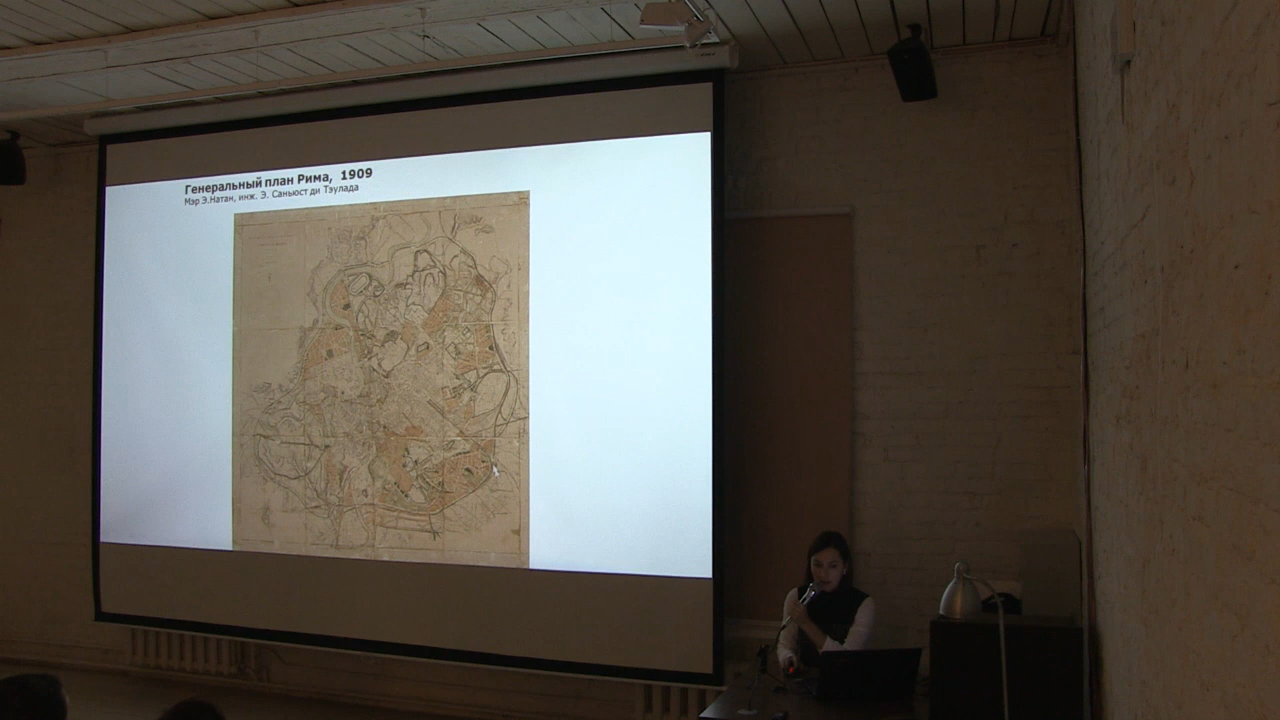 Генеральный план Рима, 1909
Мэр Э.Натан, инж. Э. Саньюст ди Тэулада